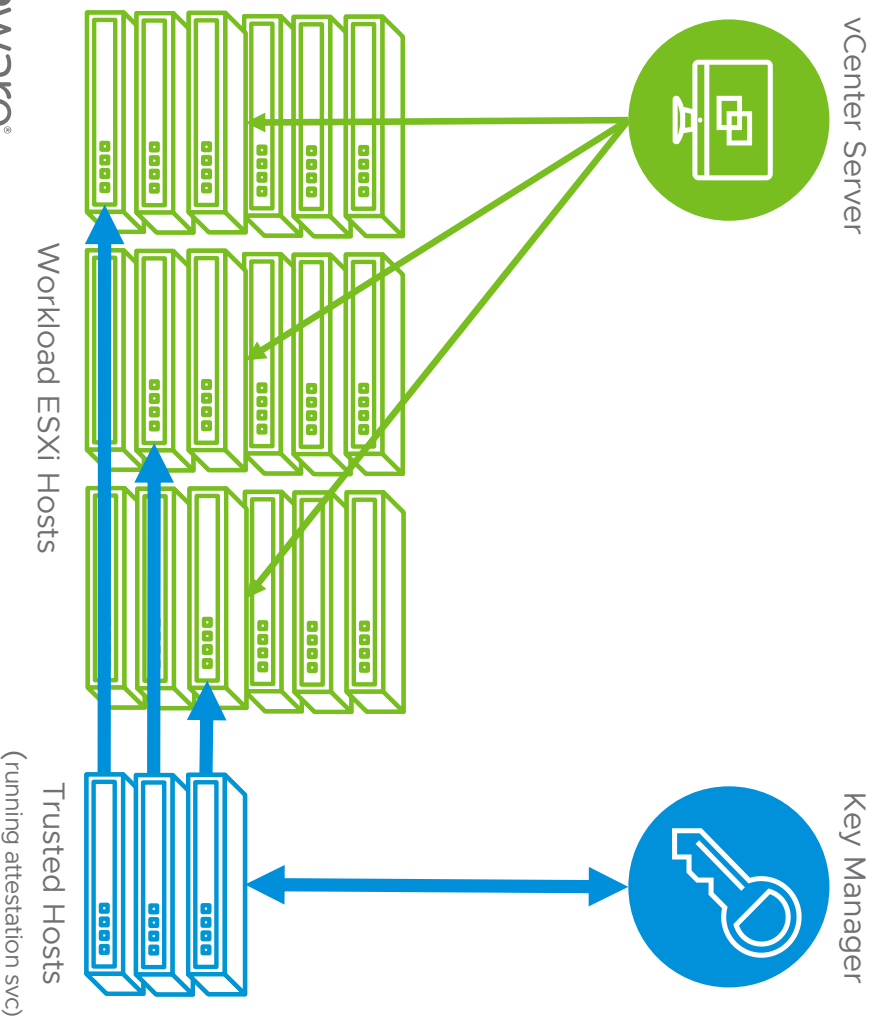 vCenter Server
Key Manager
Workload ESXi Hosts
Trusted Hosts
(running attestation svc)